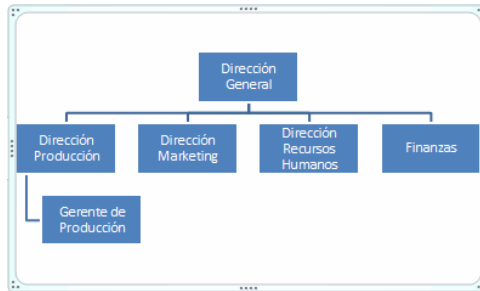 Dirección
General
Dirección
Producción
Dirección
Marketing
Dirección
Recursos
Humanos
Finanzas
Gerente de
Producción